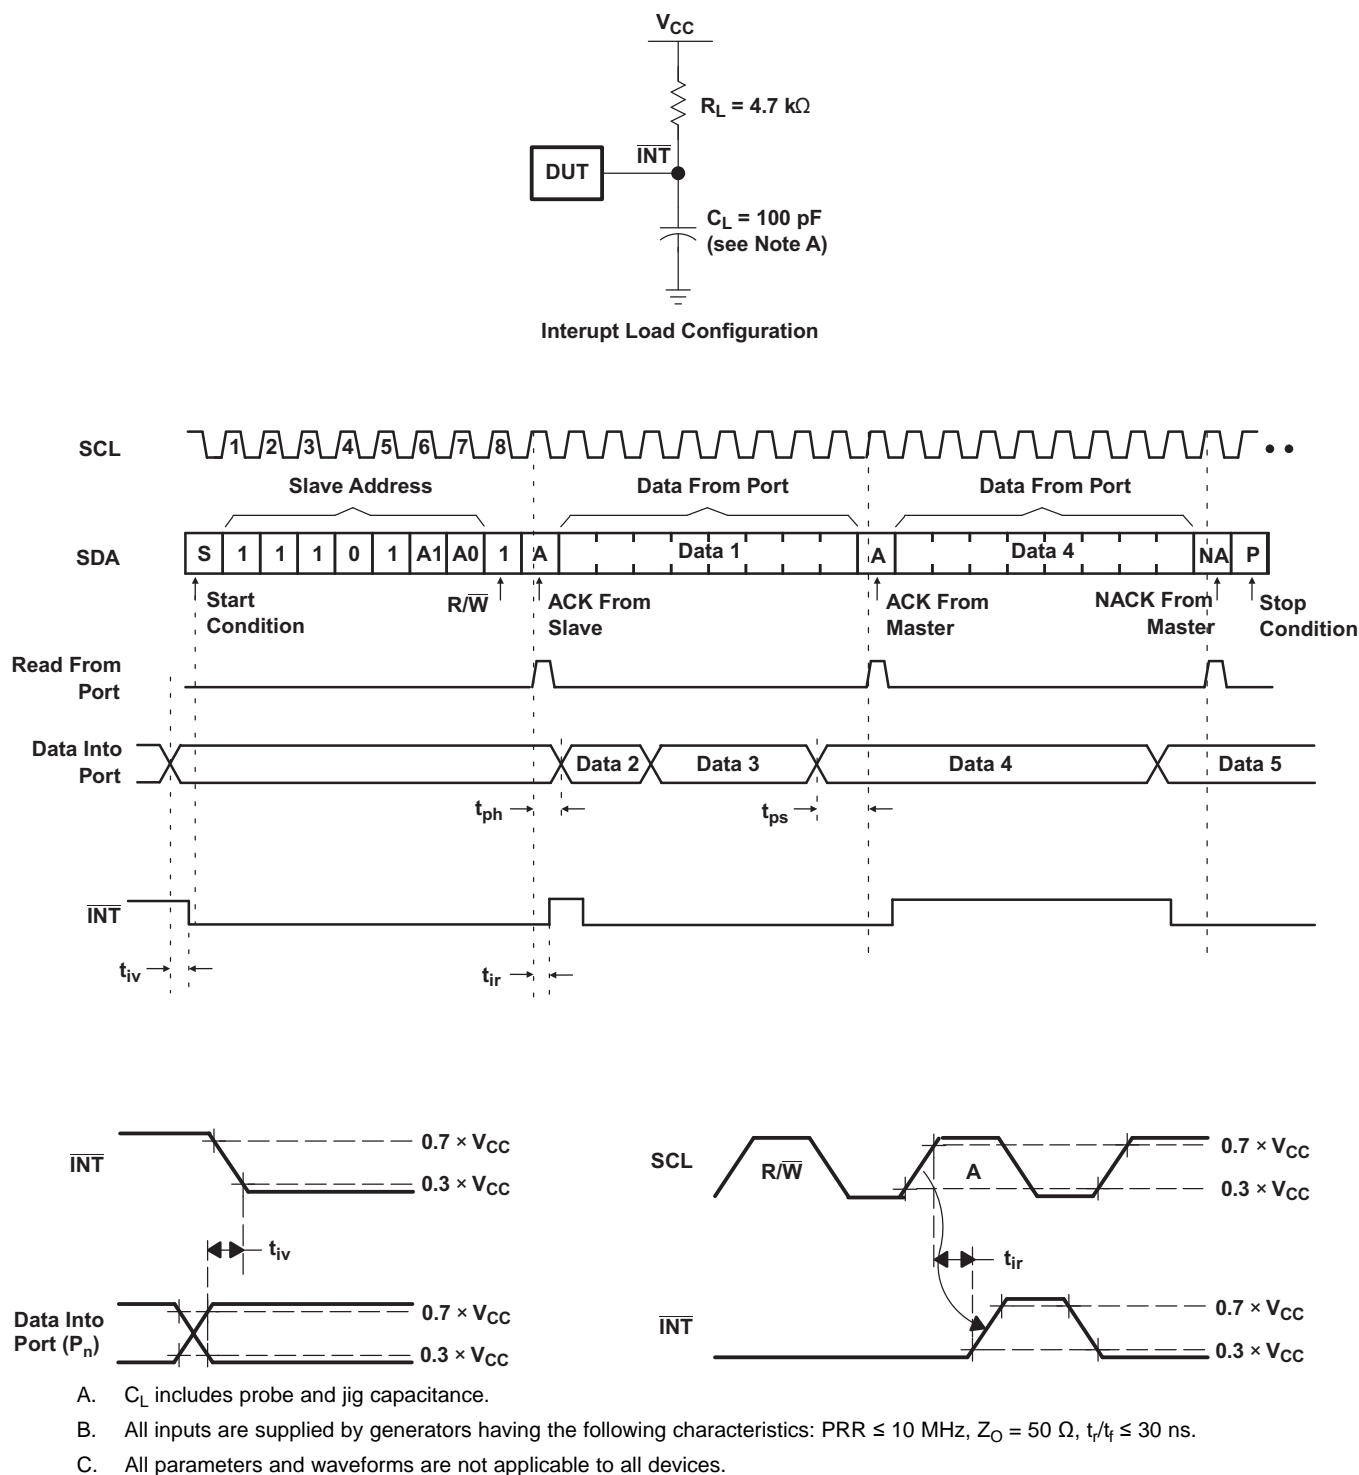 VCC
RL = 4.7 kΩ
INT
DUT
CL = 100 pF
(see Note A)
Interupt Load Configuration
SCL
1 2 3 4 5 6 7 8
Slave Address
Data From Port
Data From Port
SDA
S 1 1 1 0 1 A1 A0 1 A Data 1 A Data 4 NA P
Start
Condition
R/W
ACK From
Slave
ACK From
Master
NACK From
Master
Stop
Condition
Read From
Port
Data Into
Port
Data 2 Data 3 Data 4 Data 5
tph
tps
INT
tiv
tir
INT
0.7 × VCC
0.3 × VCC
tiv
Data Into
Port (Pn)
0.7 × VCC
0.3 × VCC
SCL
R/W
A
0.7 × VCC
0.3 × VCC
tir
INT
0.7 × VCC
0.3 × VCC
A. CL includes probe and jig capacitance.
B. All inputs are supplied by generators having the following characteristics: PRR ≤ 10 MHz, ZO = 50 Ω, tr/tf ≤ 30 ns.
C. All parameters and waveforms are not applicable to all devices.